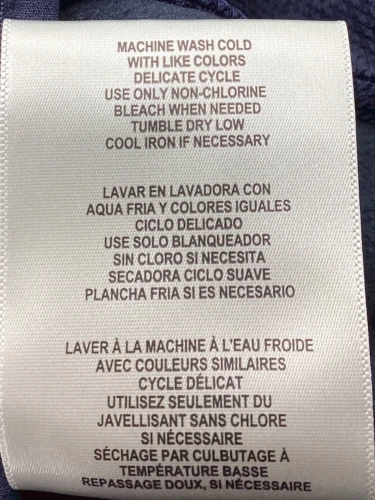 MACHINE WASH COLD
WITH LIKE COLORS
DELICATE CYCLE
USE ONLY NON-CHLORINE
BLEACH WHEN NEEDED
TUMBLE DRY LOW
COOL IRON IF NECESSARY
LAVAR EN LAVADORA CON
AQUA FRIA Y COLORES IGUALES
CICLO DELICADO
USE SOLO BLANQUEADOR
SIN CLORO SI NECESITA
SECADORA CICLO SUAVE
PLANCHA FRIA SI ES NECESARIO
LAVER À LA MACHINE À L'EAU FROIDE
AVEC COULEURS SIMILAIRES
CYCLE DÉLICAT
UTILISEZ SEULEMENT DU
JAVELLISANT SANS CHLORE
SI NÉCESSAIRE
SÉCHAGE PAR CULBUTAGE À
TEMPÉRATURE BASSE
REPASSAGE DOUX, SI NÉCESSAIRE